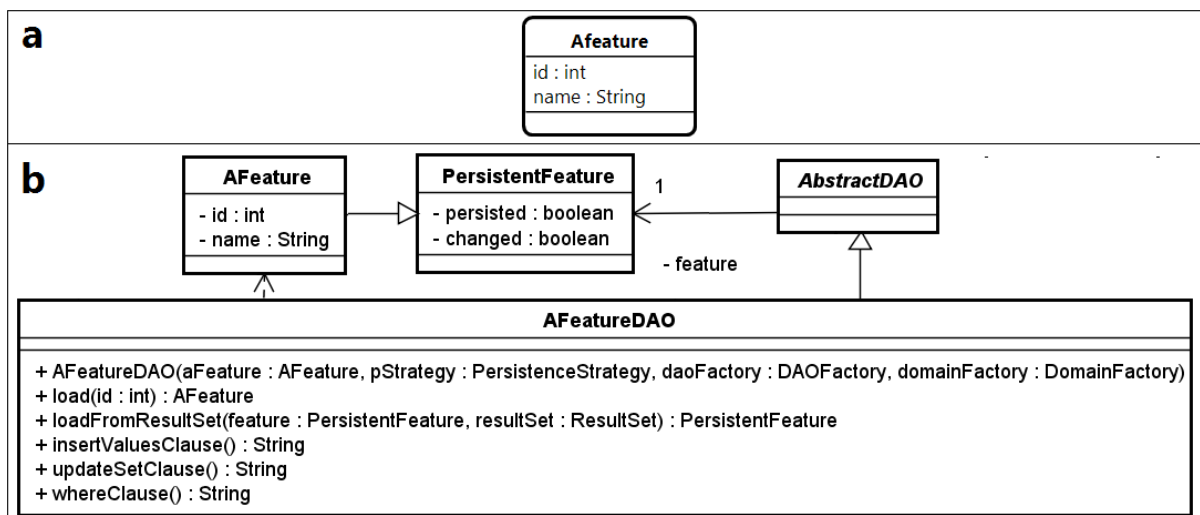 a
Afeature
id : int
name : String
b
AFeature
- id : int
- name : String
PersistentFeature
- persisted : boolean
- changed : boolean
1
- feature
AbstractDAO
AFeatureDAO
+ AFeatureDAO(aFeature : AFeature, pStrategy : PersistenceStrategy, daoFactory : DAOFactory, domainFactory : DomainFactory)
+ load(id : int) : AFeature
+ loadFromResultSet(feature : PersistentFeature, resultSet : ResultSet) : PersistentFeature
+ insertValuesClause() : String
+ updateSetClause() : String
+ whereClause() : String